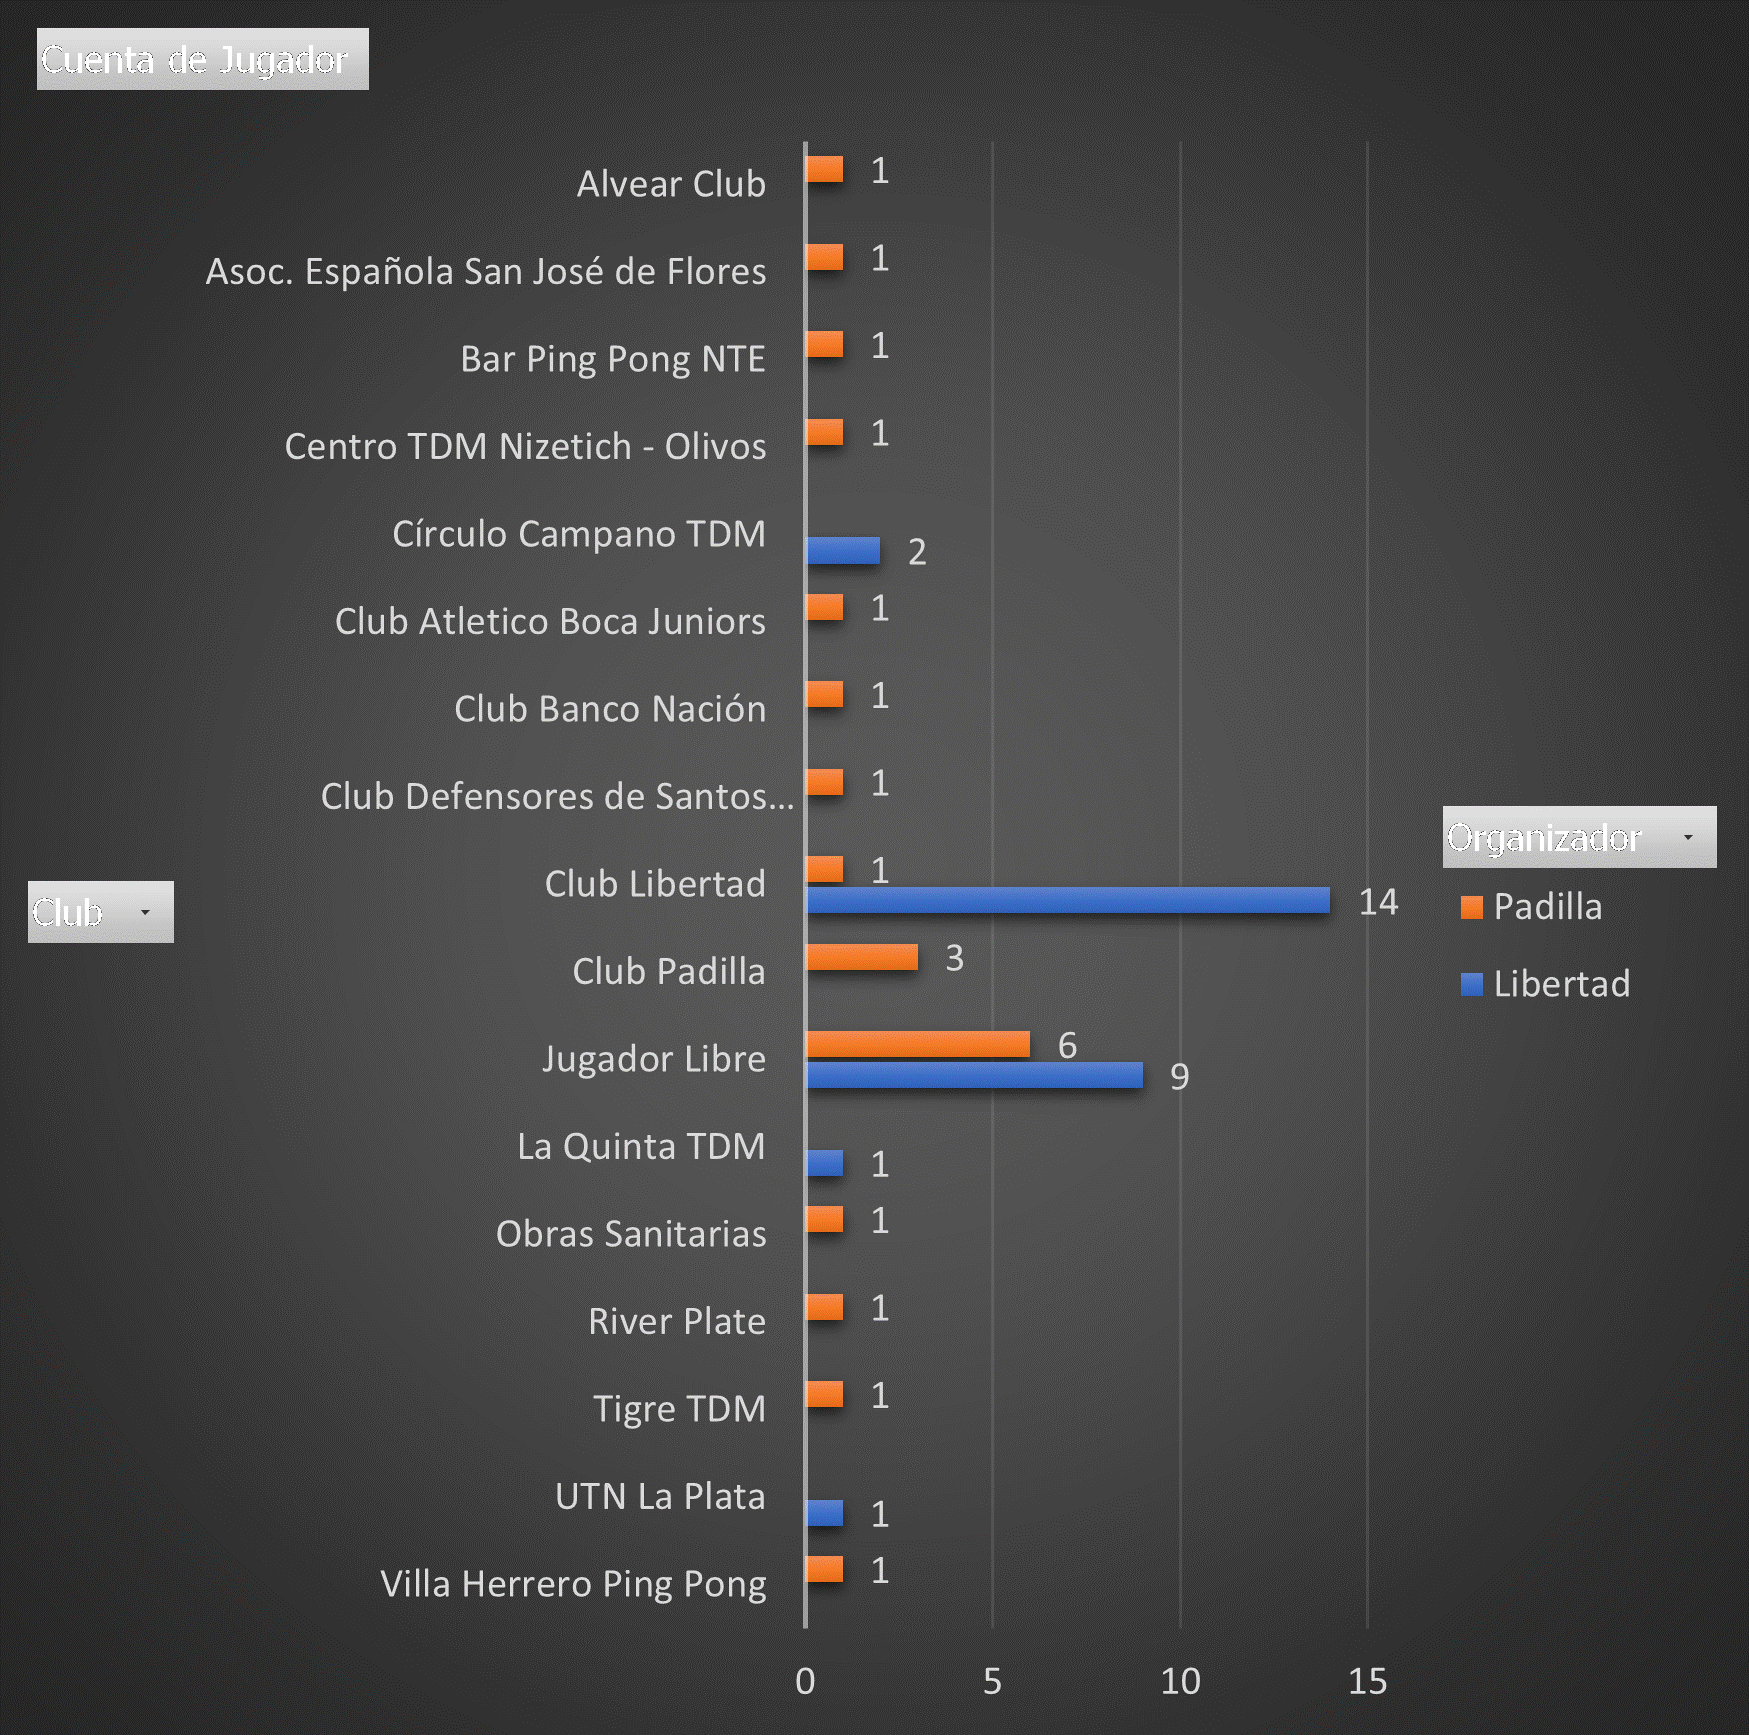 Cuenta de Jugador
Alvear Club 1
Asoc. Española San José de Flores 1
Bar Ping Pong NTE 1
Centro TDM Nizetich - Olivos 1
Círculo Campano TDM 2
Club Atletico Boca Juniors 1
Club Banco Nación 1
Club Defensores de Santos... 1
Club Libertad 1
14
Club Padilla 3
Jugador Libre 6
9
La Quinta TDM 1
Obras Sanitarias 1
River Plate 1
Tigre TDM 1
UTN La Plata 1
Villa Herrero Ping Pong 1
0 5 10 15
Club
Organizador
Padilla
Libertad